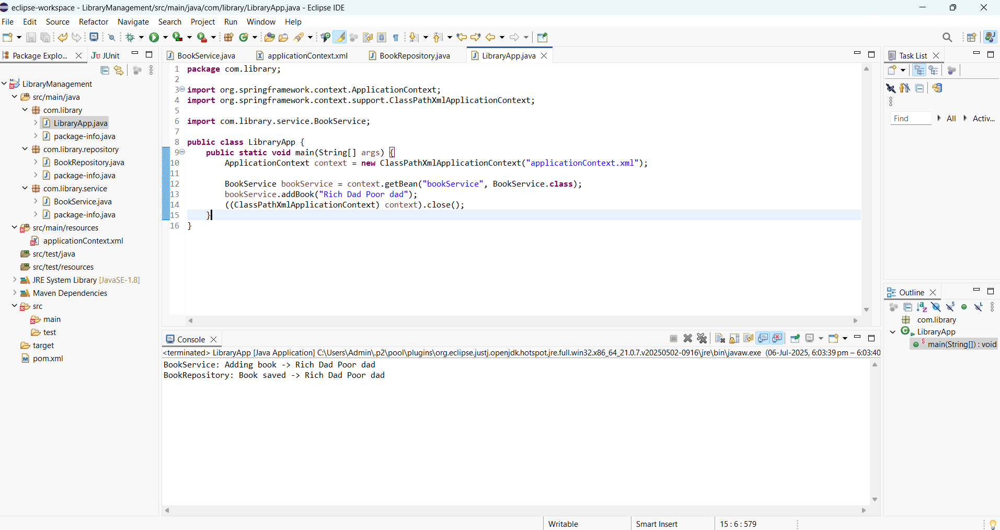 eclipse-workspace - LibraryManagement/src/main/java/com/library/LibraryApp.java - Eclipse IDE
File Edit Source Refactor Navigate Search Project Run Window Help
Package Explo... JUnit
LibraryManagement
src/main/java
com.library
LibraryApp.java
package-info.java
com.library.repository
BookRepository.java
package-info.java
com.library.service
BookService.java
package-info.java
src/main/resources
applicationContext.xml
src/test/java
src/test/resources
JRE System Library [JavaSE-1.8]
Maven Dependencies
src
main
test
target
pom.xml
BookService.java applicationContext.xml BookRepository.java LibraryApp.java
1 package com.library;
2
3 import org.springframework.context.ApplicationContext;
4 import org.springframework.context.support.ClassPathXmlApplicationContext;
5
6 import com.library.service.BookService;
7
8 public class LibraryApp {
9 public static void main(String[] args) {
10 ApplicationContext context = new ClassPathXmlApplicationContext("applicationContext.xml");
11
12 BookService bookService = context.getBean("bookService", BookService.class);
13 bookService.addBook("Rich Dad Poor dad");
14 ((ClassPathXmlApplicationContext) context).close();
15 }
16 }
Console
<terminated> LibraryApp [Java Application] C:\Users\Admin\.p2\pool\plugins\org.eclipse.justj.openjdk.hotspot.jre.full.win32.x86_64_21.0.7.v20250502-0916\jre\bin\javaw.exe (06-Jul-2025, 6:03:39 pm – 6:03:40
BookService: Adding book -> Rich Dad Poor dad
BookRepository: Book saved -> Rich Dad Poor dad
Task List
Find All Activ...
Outline
com.library
LibraryApp
main(String[]) : void
Writable Smart Insert 15 : 6 : 579